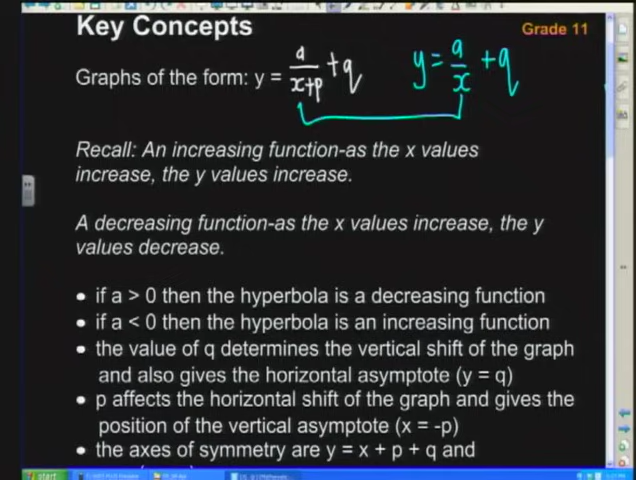 Key Concepts
Grade 11
Graphs of the form: y = a/(x+p) + q    y = a/x + q
Recall: An increasing function-as the x values
increase, the y values increase.
A decreasing function-as the x values increase, the y
values decrease.
• if a > 0 then the hyperbola is a decreasing function
• if a < 0 then the hyperbola is an increasing function
• the value of q determines the vertical shift of the graph
and also gives the horizontal asymptote (y = q)
• p affects the horizontal shift of the graph and gives the
position of the vertical asymptote (x = -p)
• the axes of symmetry are y = x + p + q and
start